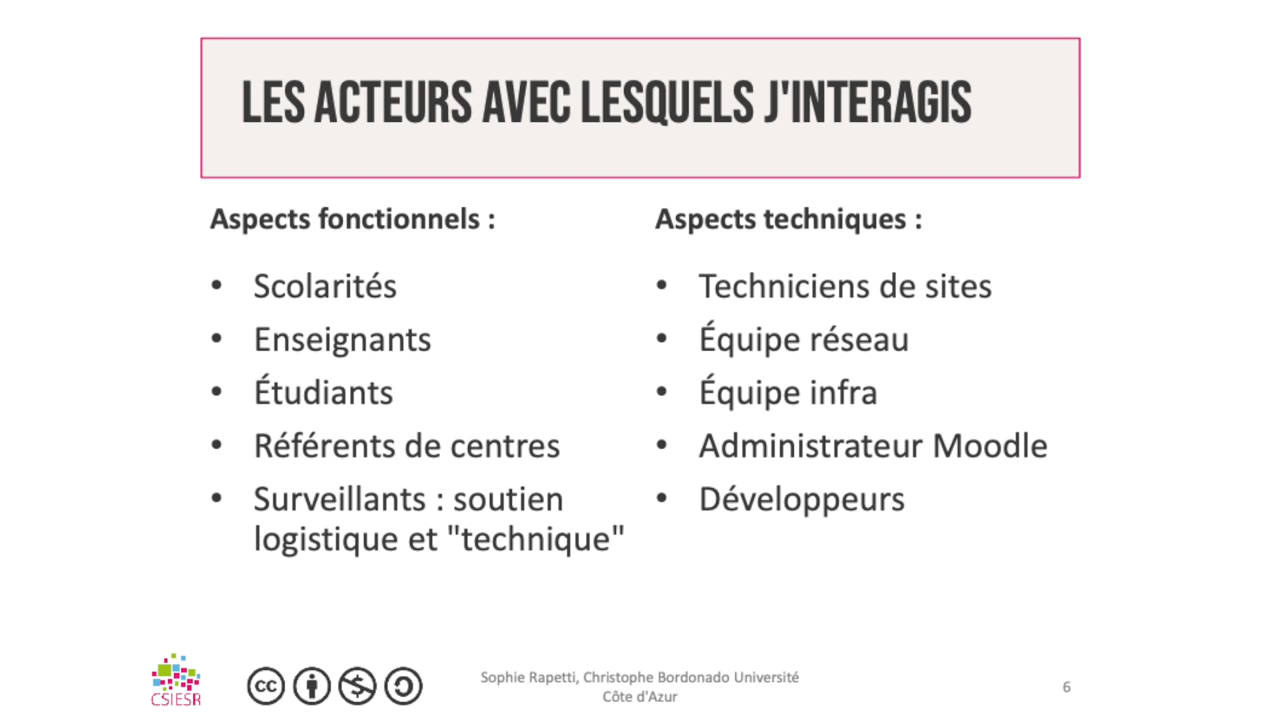 LES ACTEURS AVEC LESQUELS J'INTERAGIS
Aspects fonctionnels :
• Scolarités
• Enseignants
• Étudiants
• Référents de centres
• Surveillants : soutien
logistique et "technique"
Aspects techniques :
• Techniciens de sites
• Équipe réseau
• Équipe infra
• Administrateur Moodle
• Développeurs
CSIESR
cc
Sophie Rapetti, Christophe Bordonado Université
Côte d'Azur
6